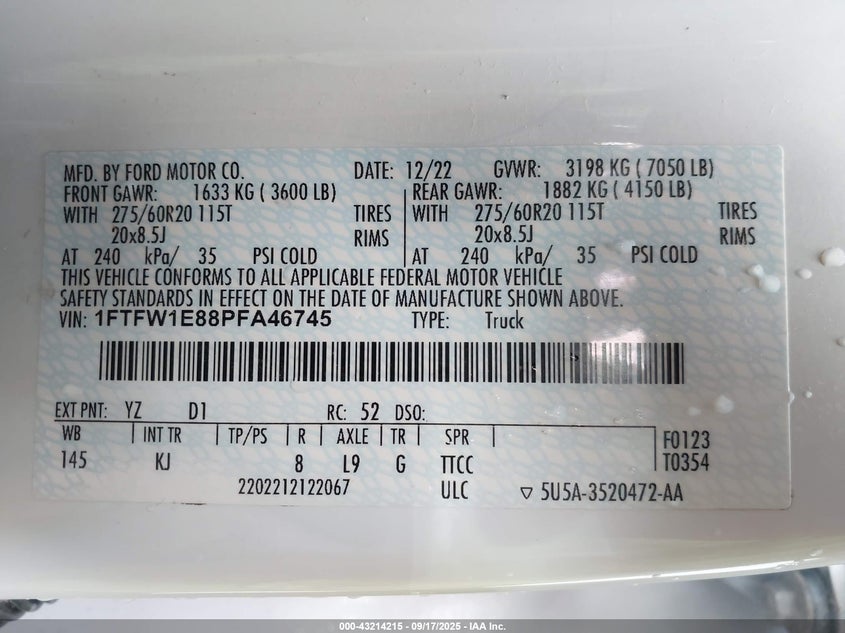 MFD. BY FORD MOTOR CO. DATE: 12/22 GVWR: 3198 KG ( 7050 LB)
FRONT GAWR: 1633 KG ( 3600 LB) REAR GAWR: 1882 KG ( 4150 LB)
WITH 275/60R20 115T TIRES WITH 275/60R20 115T TIRES
20x8.5J RIMS 20x8.5J RIMS
AT 240 kPa/ 35 PSI COLD AT 240 kPa/ 35 PSI COLD
THIS VEHICLE CONFORMS TO ALL APPLICABLE FEDERAL MOTOR VEHICLE
SAFETY STANDARDS IN EFFECT ON THE DATE OF MANUFACTURE SHOWN ABOVE.
VIN: 1FTFW1E88PFA46745 TYPE: Truck
EXT PNT: YZ D1 RC: 52 DSO:
WB INT TR TP/PS R AXLE TR SPR F0123
145 KJ 8 L9 G TTCC T0354
2202212122067 ULC ▽ 5U5A-3520472-AA
000-43214215 - 09/17/2025 - IAA Inc.